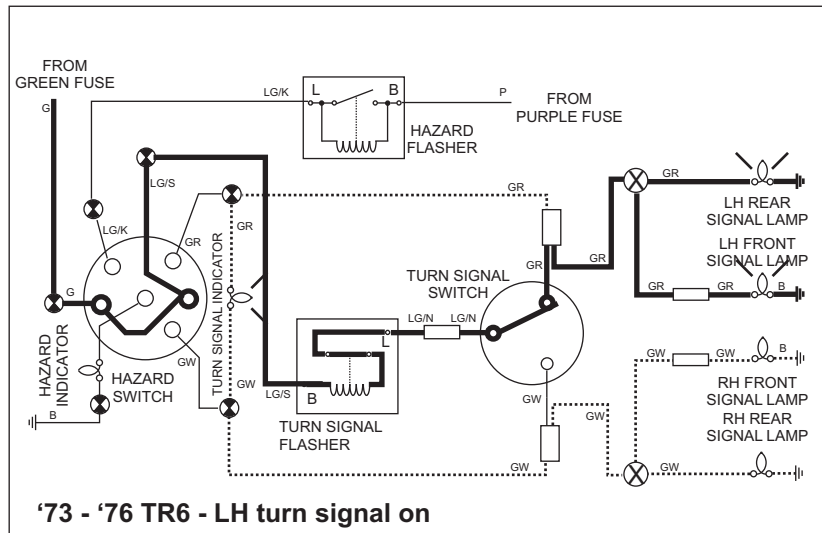 FROM
GREEN FUSE
G
LG/K
L
B
P
FROM
PURPLE FUSE
HAZARD
FLASHER
LG/S
LG/K
GR
G
GR
GR
GR
GR
GR
LH REAR
SIGNAL LAMP
LH FRONT
SIGNAL LAMP
GR
GR
B
TURN SIGNAL INDICATOR
TURN SIGNAL
SWITCH
L
LG/N
LG/N
HAZARD
INDICATOR
HAZARD
SWITCH
B
GW
LG/S
B
TURN SIGNAL
FLASHER
GW
GW
GW
GW
GW
GW
GW
B
RH FRONT
SIGNAL LAMP
RH REAR
SIGNAL LAMP
GW
‘73 - ‘76 TR6 - LH turn signal on